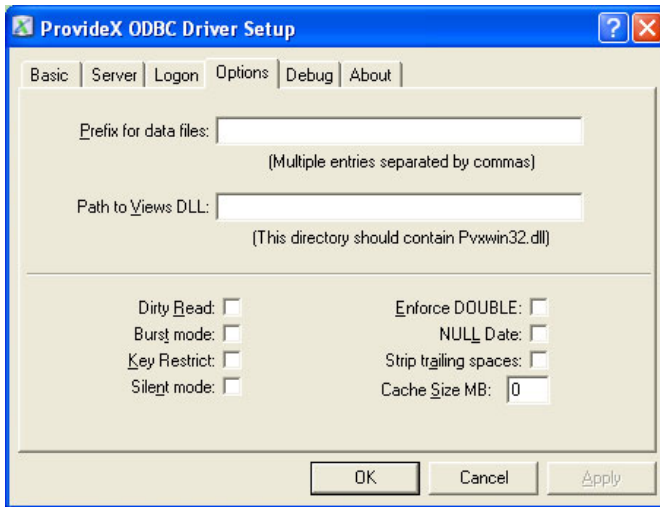 ProvideX ODBC Driver Setup
Basic Server Logon Options Debug About
Prefix for data files:
(Multiple entries separated by commas)
Path to Views DLL:
(This directory should contain Pvxwin32.dll)
Dirty Read: Enforce DOUBLE:
Burst mode: NULL Date:
Key Restrict: Strip trailing spaces:
Silent mode: Cache Size MB: 0
OK Cancel Apply